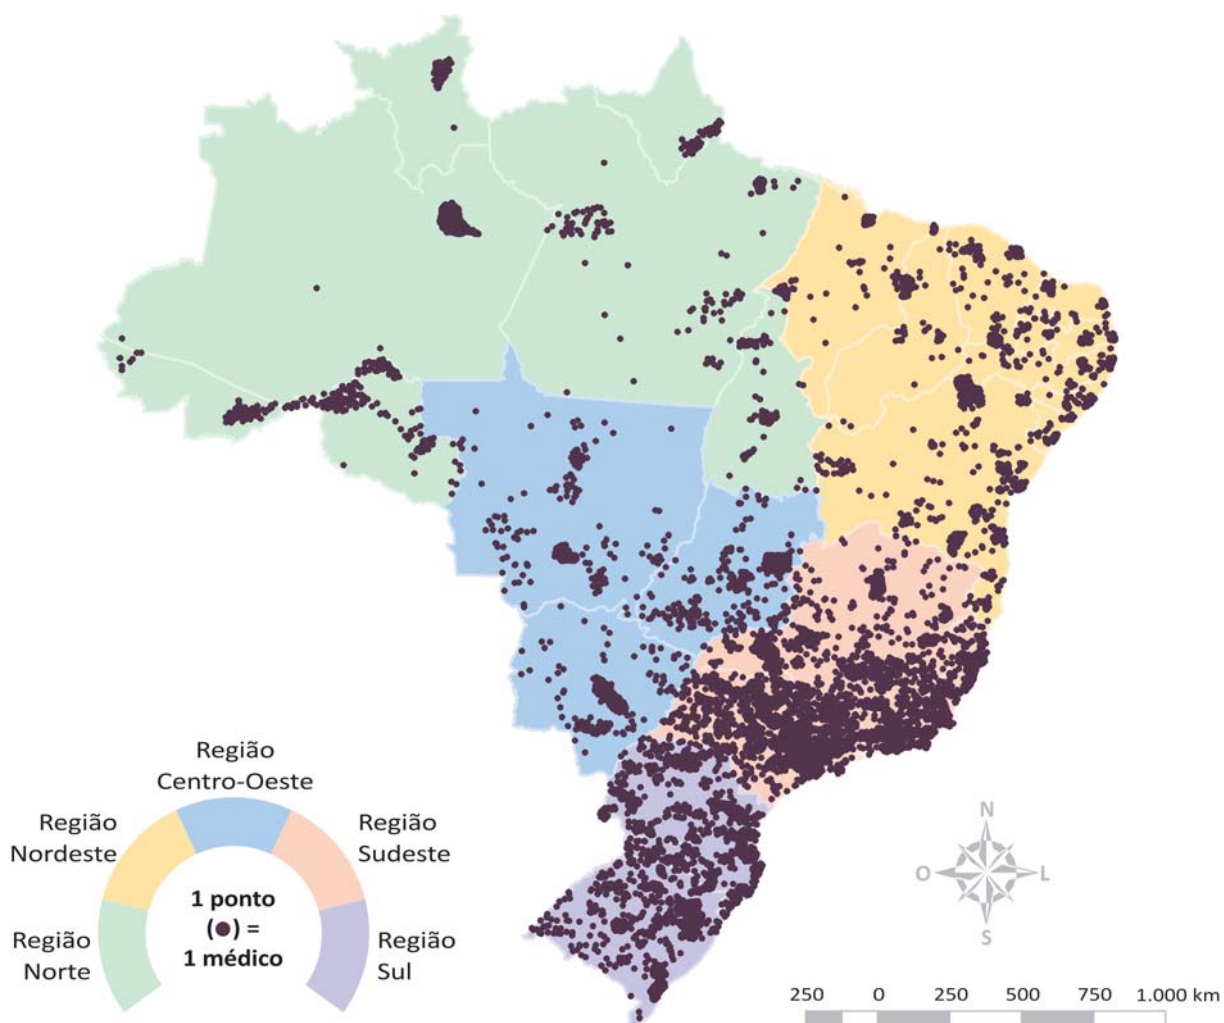 Região
Centro-Oeste
Região
Nordeste
Região
Sudeste
1 ponto
(●) =
1 médico
Região
Norte
Região
Sul
N
O
L
S
250 0 250 500 750 1.000 km